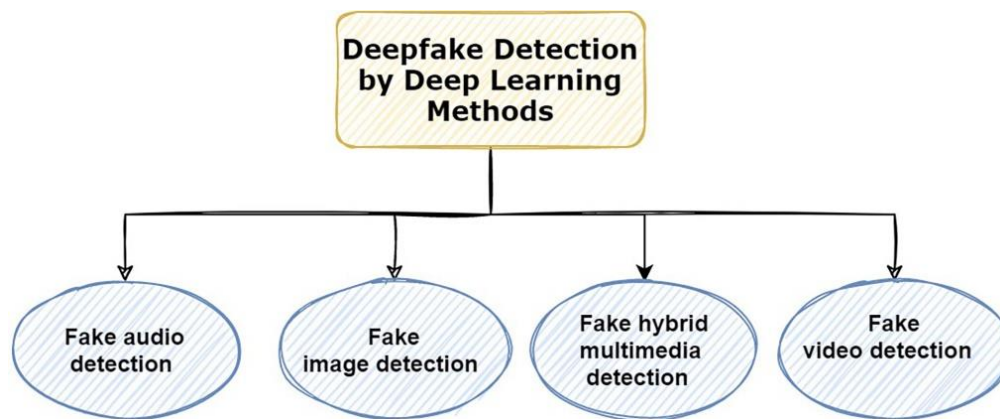 Deepfake Detection
by Deep Learning
Methods
Fake audio
detection
Fake
image detection
Fake hybrid
multimedia
detection
Fake
video detection